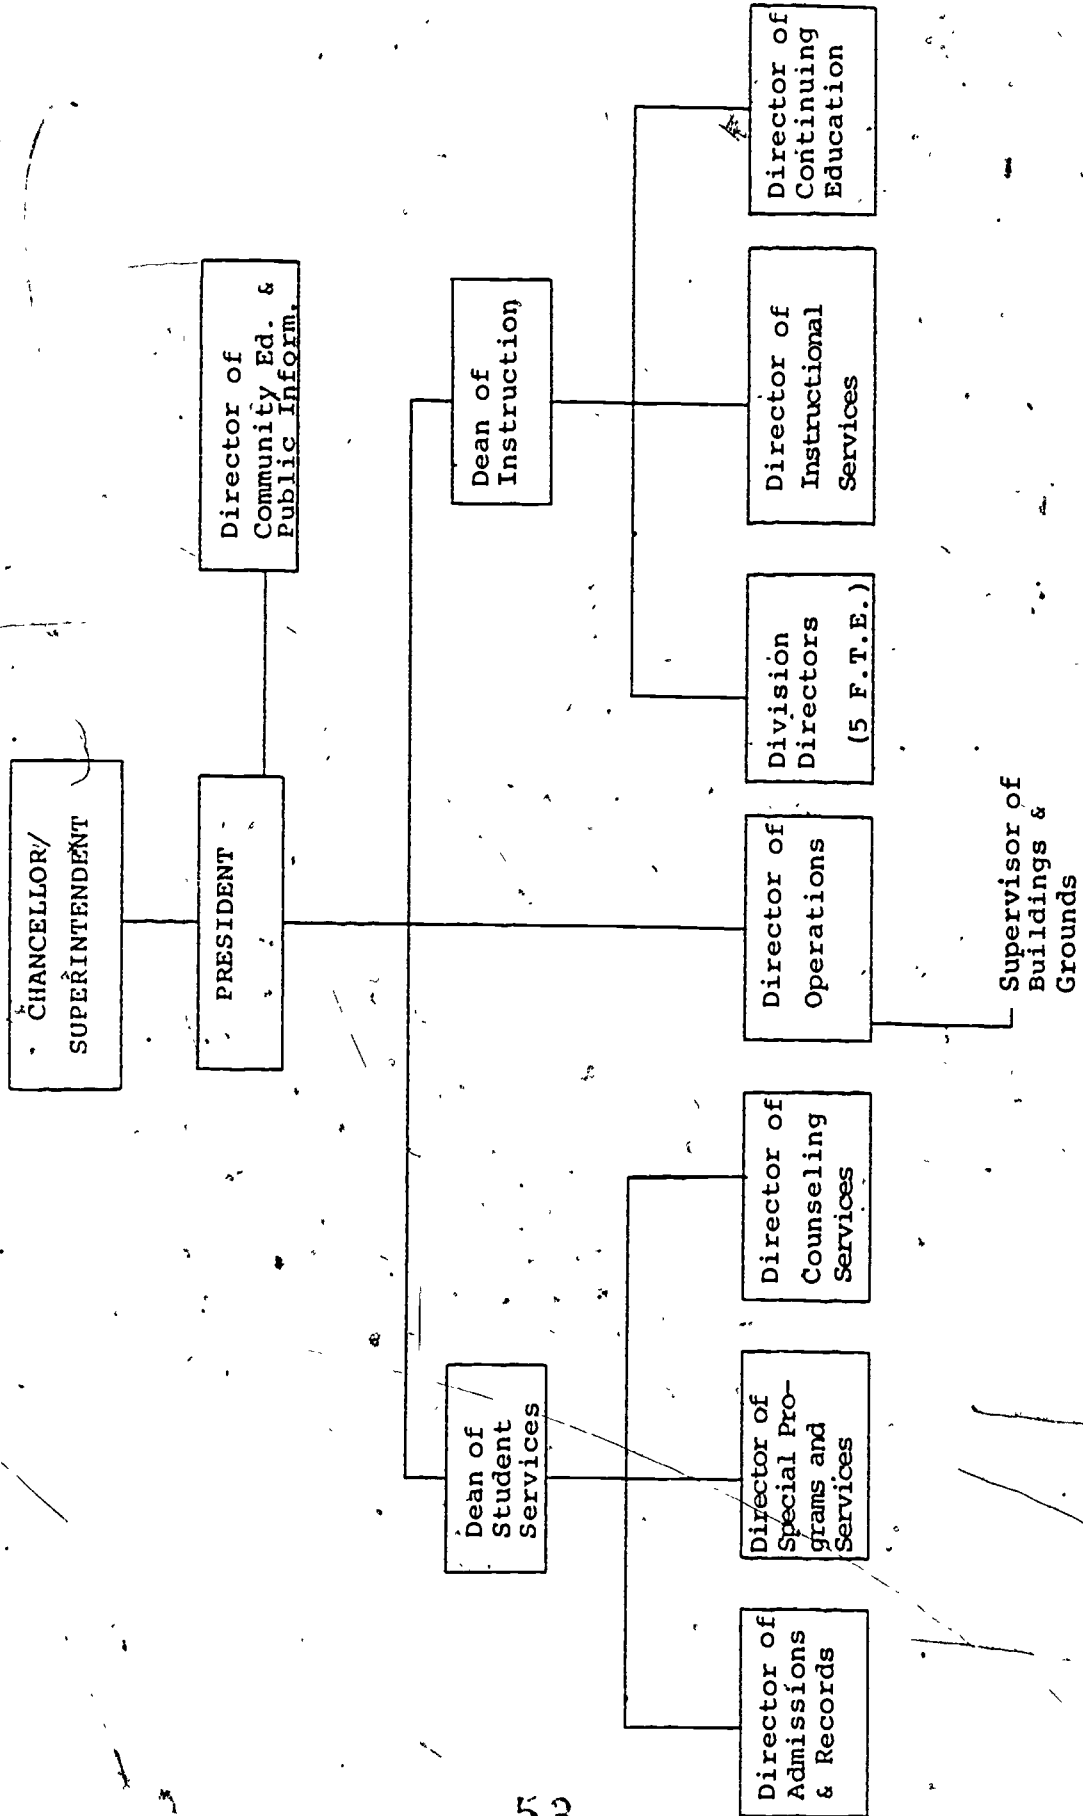 CHANCELLOR/
SUPERINTENDENT
PRESIDENT
Director of
Community Ed. &
Public Inform.
Dean of
Student
Services
Dean of
Instruction
Director of
Admissions
& Records
Director of
Special Pro-
grams and
Services
Director of
Counseling
Services
Director of
Operations
Division
Directors
(5 F.T.E.)
Director of
Instructional
Services
Director of
Continuing
Education
Supervisor of
Buildings &
Grounds